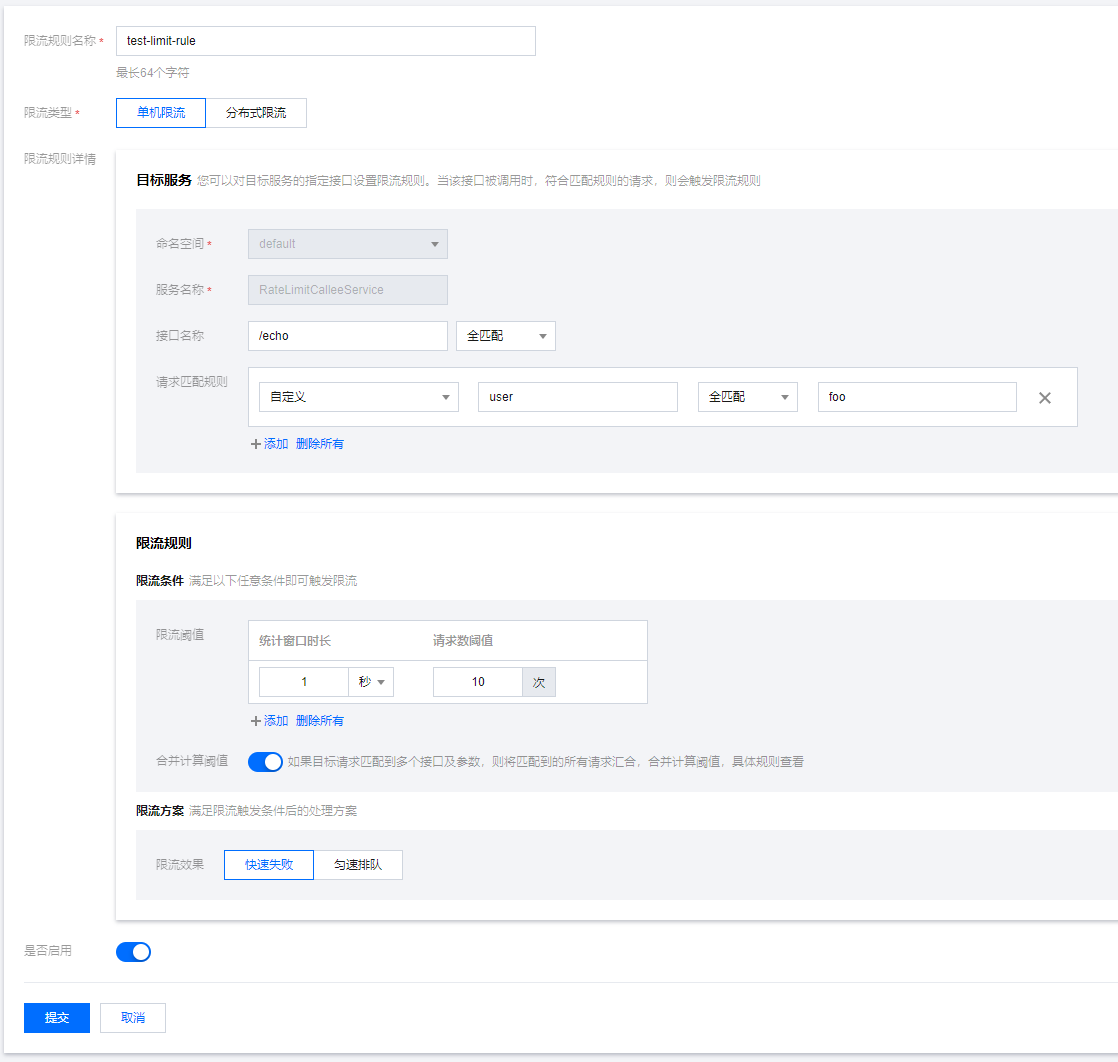 限流规则名称 * test-limit-rule
最长64个字符
限流类型 * 单机限流 分布式限流
限流规则详情
目标服务 您可以对目标服务的指定接口设置限流规则。当该接口被调用时，符合匹配规则的请求，则会触发限流规则
命名空间 * default
服务名称 * RateLimitCalleeService
接口名称 /echo 全匹配
请求匹配规则 自定义 user 全匹配 foo
添加 删除所有
限流规则
限流条件 满足以下任意条件即可触发限流
限流阈值 统计窗口时长 请求数阈值
1 秒 10 次
添加 删除所有
合并计算阈值 如果目标请求匹配到多个接口及参数，则将匹配到的所有请求汇合，合并计算阈值，具体规则查看
限流方案 满足限流触发条件后的处理方案
限流效果 快速失败 匀速排队
是否启用
提交 取消